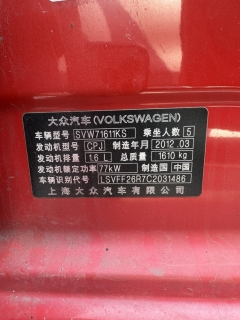 大众汽车(VOLKSWAGEN)
车辆型号 SVW71611KS 乘坐人数 5
发动机型号 CPJ 制造年月 2012.03
发动机排量 1.6 L 总质量 1610 kg
发动机额定功率 77kW 制造国 中国
车辆识别代号 LSVFF26R7C2031486
上海大众汽车有限公司